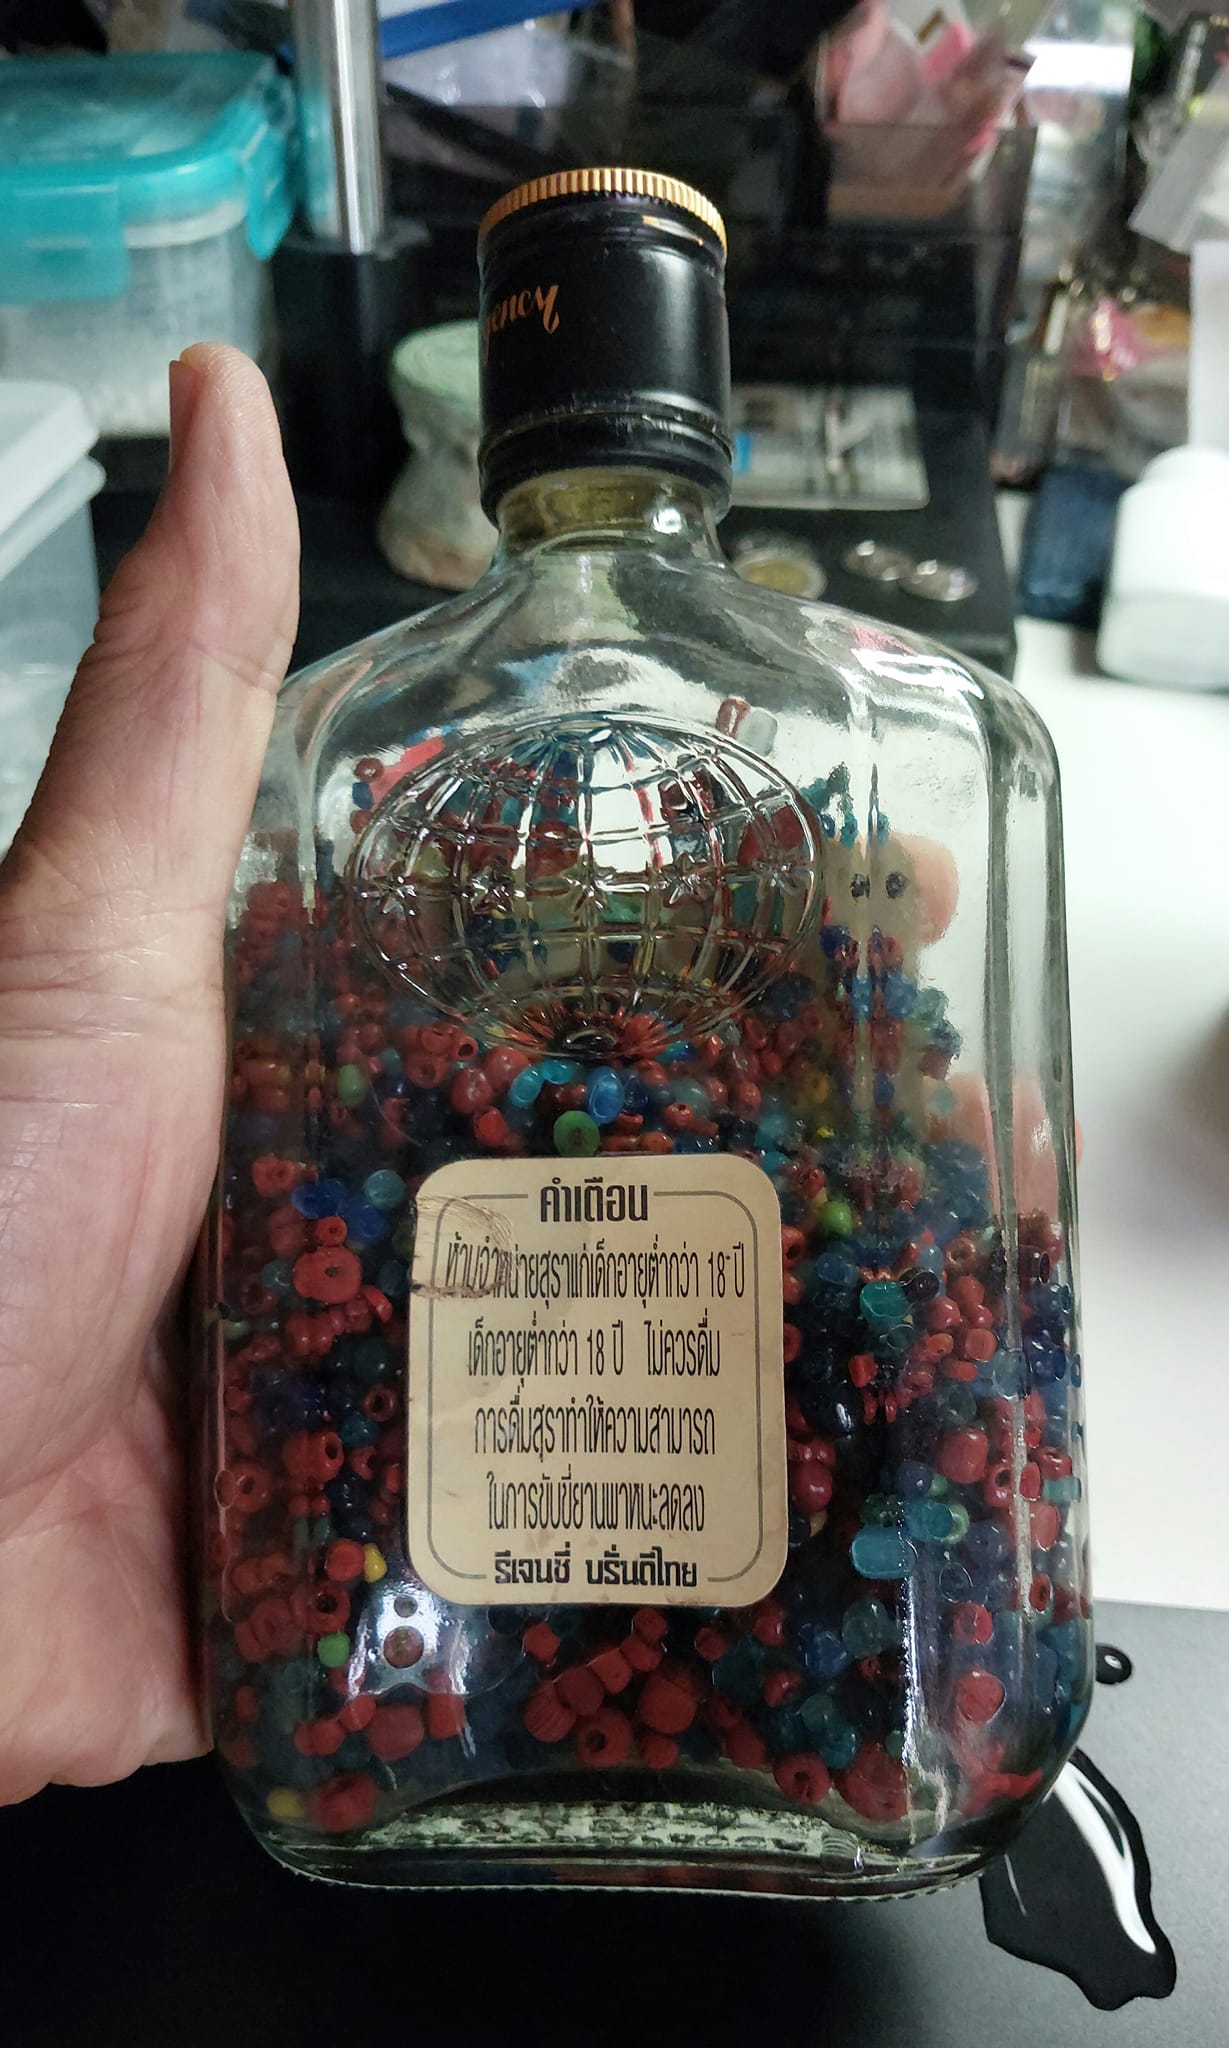 gency
คำเตือน
ห้ามจำหน่ายสุราแก่เด็กอายุต่ำกว่า 18 ปี
เด็กอายุต่ำกว่า 18 ปี ไม่ควรดื่ม
การดื่มสุราทำให้ความสามารถ
ในการขับขี่ยานพาหนะลดลง
รีเจนซี่ บรั่นดีไทย